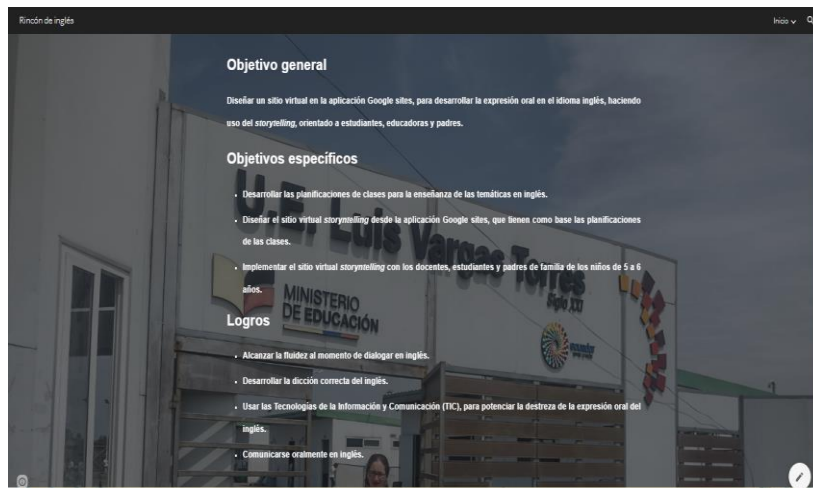 Rincón de inglés
Inicio
Objetivo general
Diseñar un sitio virtual en la aplicación Google sites, para desarrollar la expresión oral en el idioma inglés, haciendo
uso del storytelling, orientado a estudiantes, educadoras y padres.
Objetivos específicos
• Desarrollar las planificaciones de clases para la enseñanza de las temáticas en inglés.
• Diseñar el sitio virtual storyntelling desde la aplicación Google sites, que tienen como base las planificaciones
de las clases.
• Implementar el sitio virtual storyntelling con los docentes, estudiantes y padres de familia de los niños de 5 a 6
años.
Logros
• Alcanzar la fluidez al momento de dialogar en inglés.
• Desarrollar la dicción correcta del inglés.
• Usar las Tecnologías de la Información y Comunicación (TIC), para potenciar la destreza de la expresión oral del
inglés.
• Comunicarse oralmente en inglés.
U.E. Luis Vargas Torres
Siglo XXI
MINISTERIO
DE EDUCACIÓN
ecuador